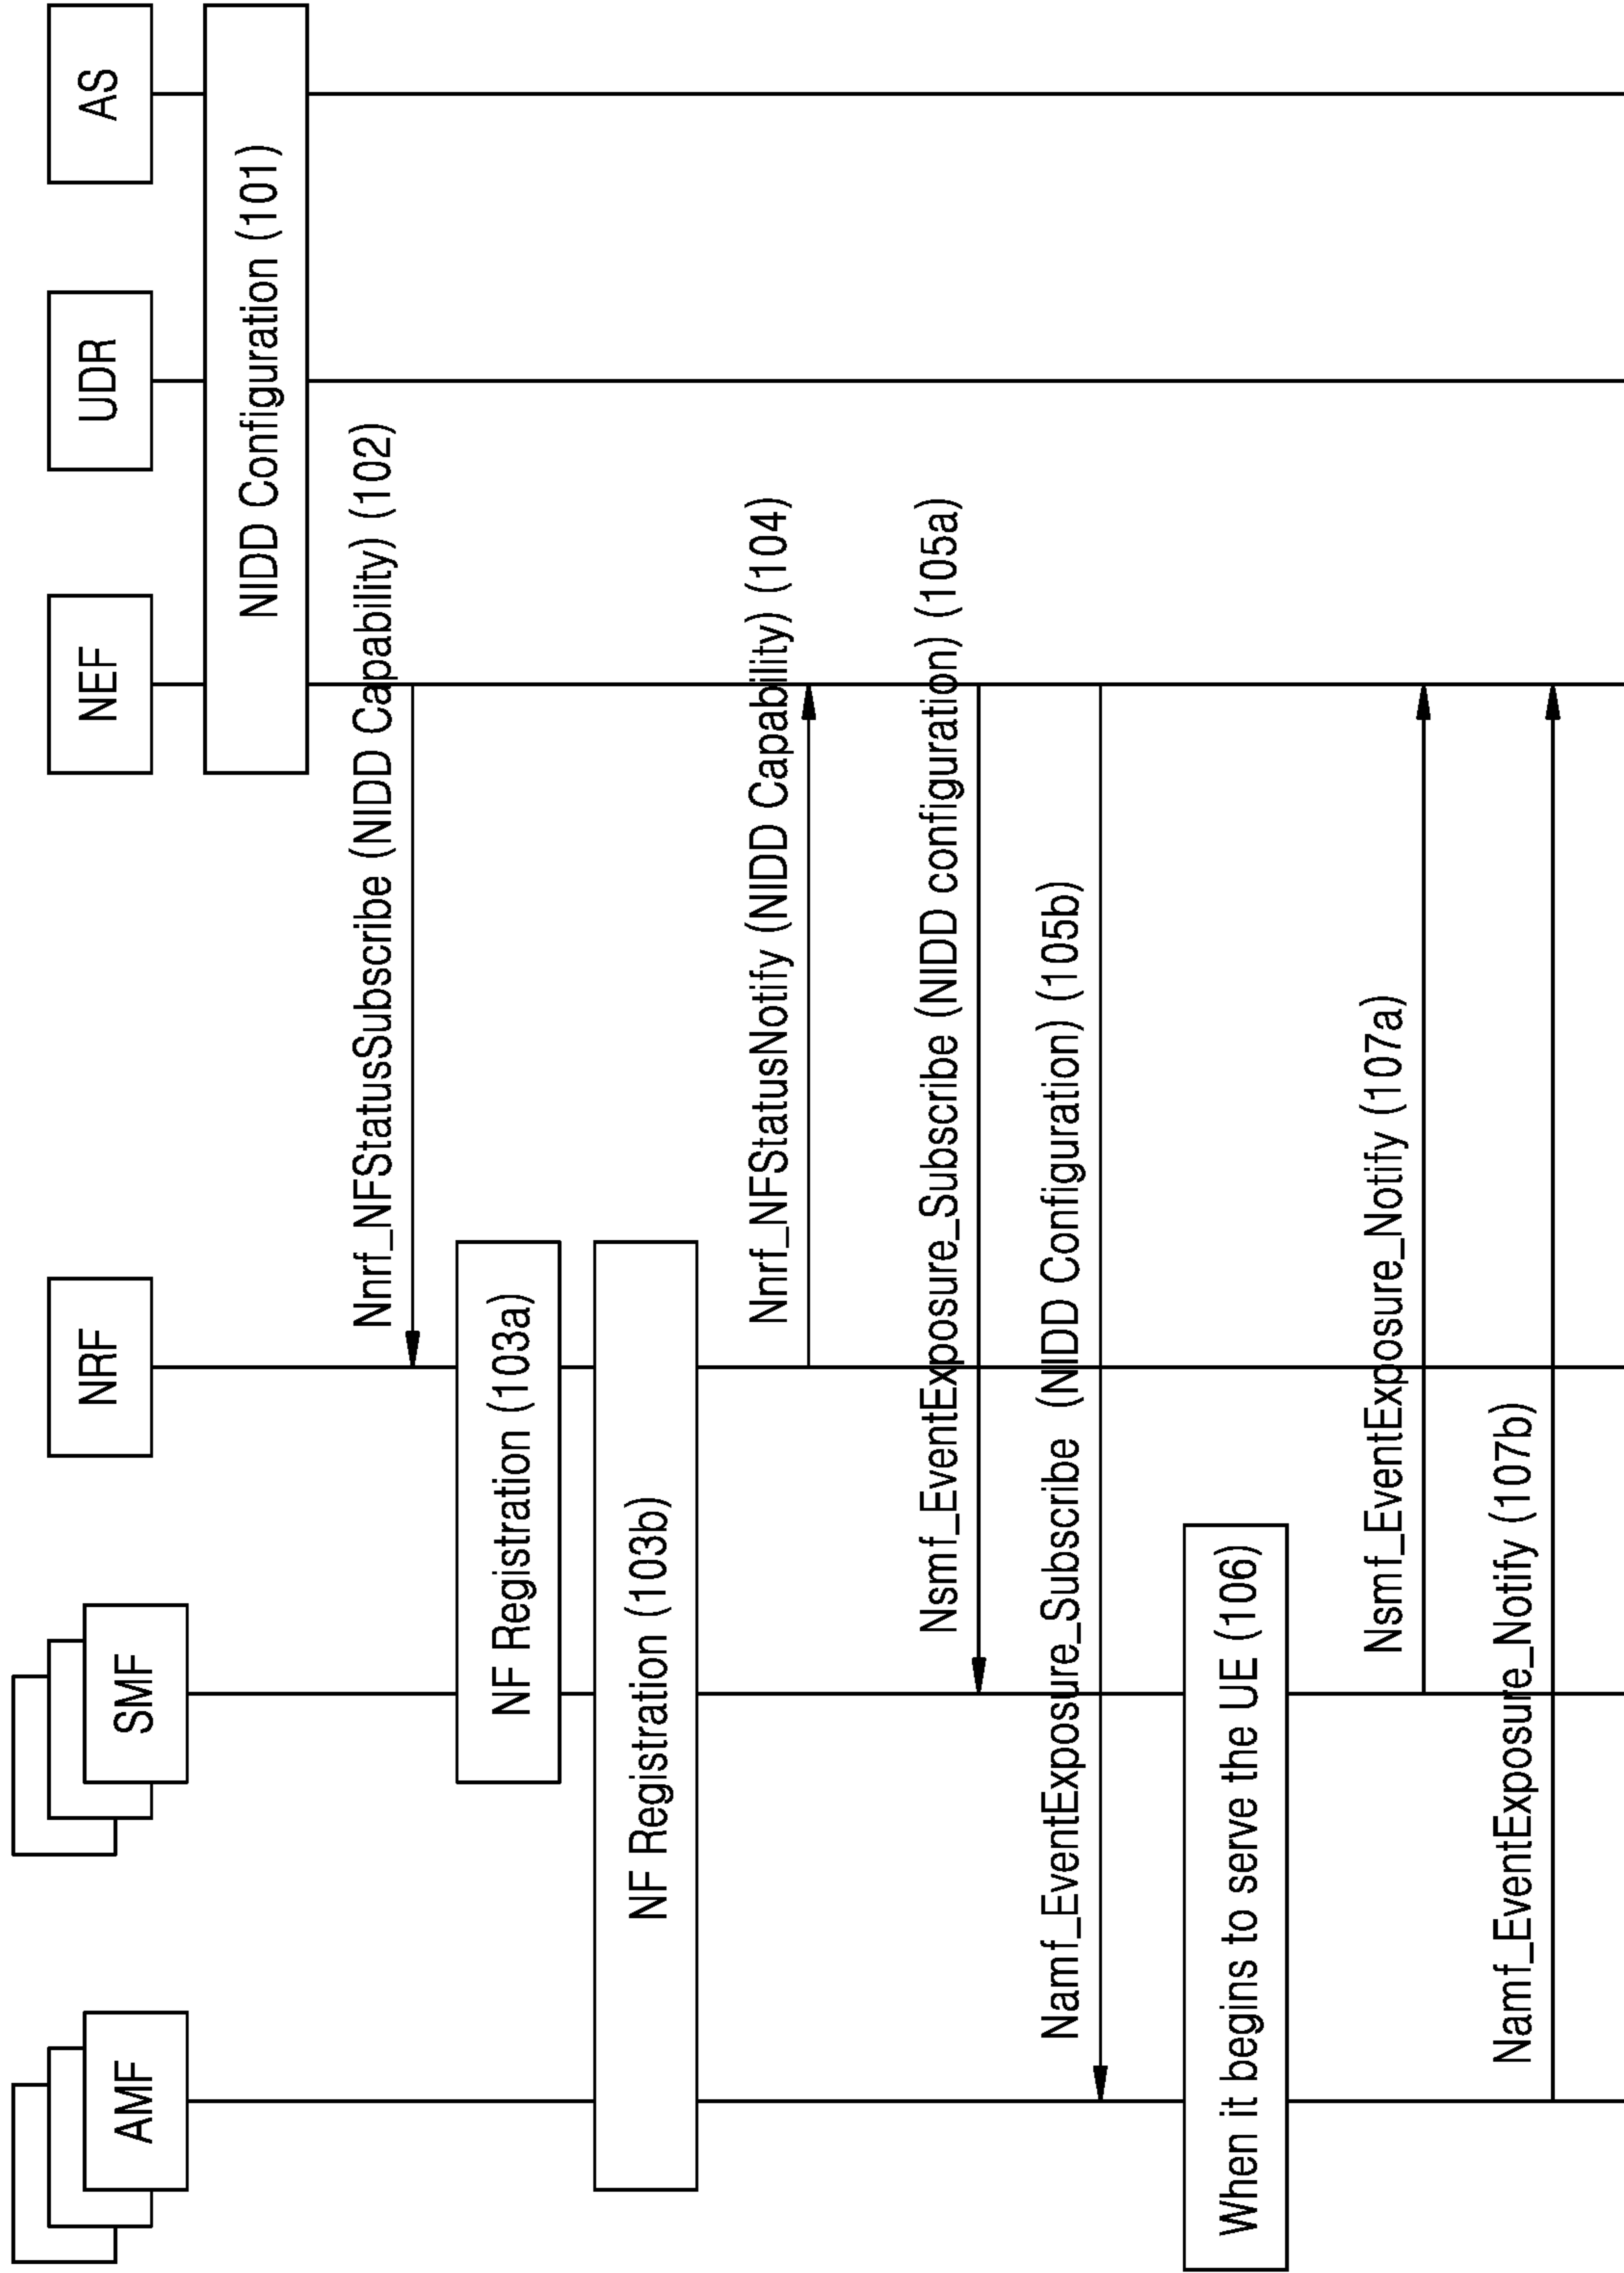 AMF
SMF
NRF
NEF
UDR
AS
NIDD Configuration (101)
Nnrf_NFStatusSubscribe (NIDD Capability) (102)
NF Registration (103a)
NF Registration (103b)
Nnrf_NFStatusNotify (NIDD Capability) (104)
Nsmf_EventExposure_Subscribe (NIDD configuration) (105a)
Namf_EventExposure_Subscribe (NIDD Configuration) (105b)
When it begins to serve the UE (106)
Nsmf_EventExposure_Notify (107a)
Namf_EventExposure_Notify (107b)